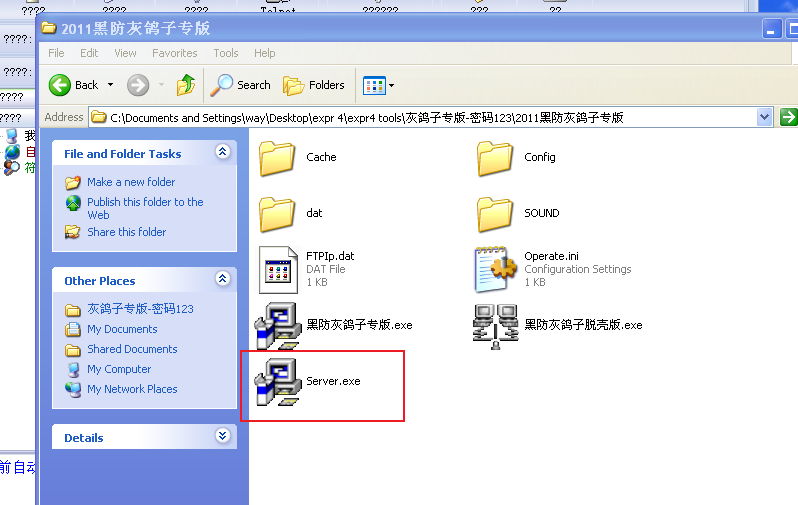 ???? ???? Telnet ?????? ??? ??
2011黑防灰鸽子专版
????:
File Edit View Favorites Tools Help
????:
Back Search Folders
????
Address C:\Documents and Settings\way\Desktop\expr 4\expr4 tools\灰鸽子专版-密码123\2011黑防灰鸽子专版
????
我
自
符
File and Folder Tasks
Make a new folder
Publish this folder to the
Web
Share this folder
Other Places
灰鸽子专版-密码123
My Documents
Shared Documents
My Computer
My Network Places
Details
前自动
Cache
Config
dat
SOUND
FTPIp.dat
DAT File
1 KB
Operate.ini
Configuration Settings
1 KB
黑防灰鸽子专版.exe
黑防灰鸽子脱壳版.exe
Server.exe